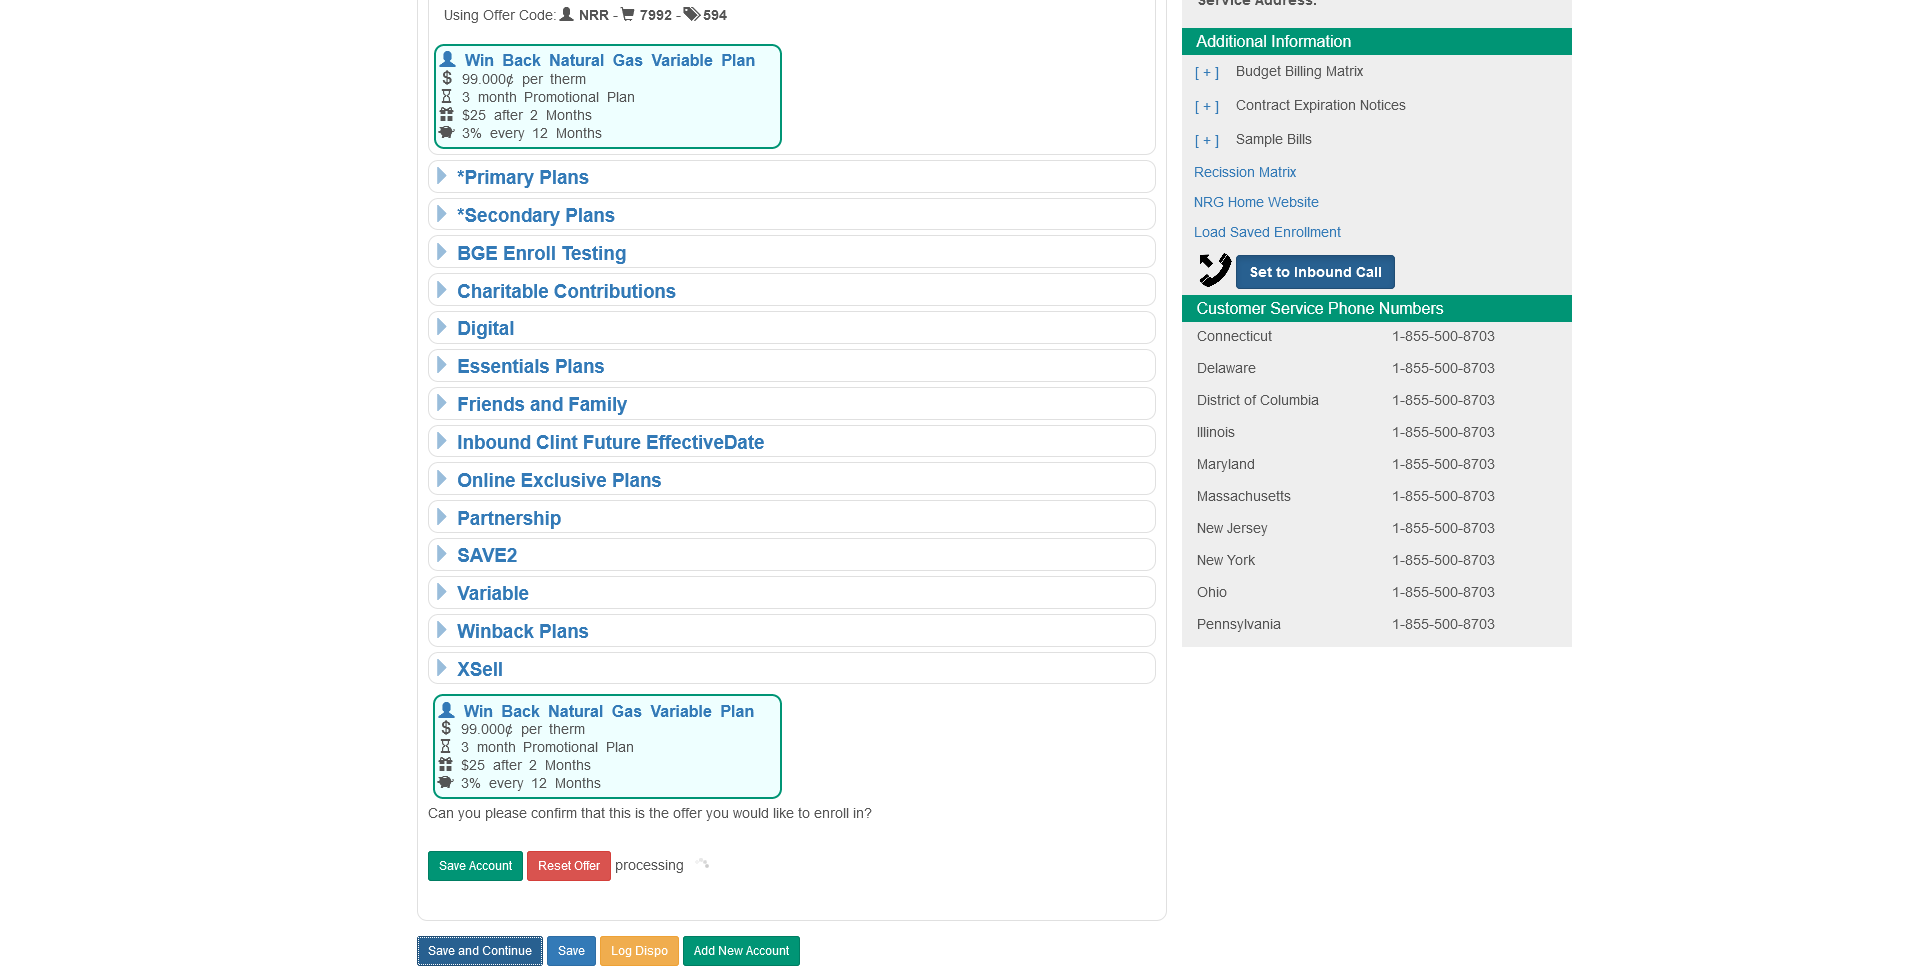 Using Offer Code: NRR - 7992 - 594
Win Back Natural Gas Variable Plan
99.000¢ per therm
3 month Promotional Plan
$25 after 2 Months
3% every 12 Months
*Primary Plans
*Secondary Plans
BGE Enroll Testing
Charitable Contributions
Digital
Essentials Plans
Friends and Family
Inbound Clint Future EffectiveDate
Online Exclusive Plans
Partnership
SAVE2
Variable
Winback Plans
XSell
Win Back Natural Gas Variable Plan
99.000¢ per therm
3 month Promotional Plan
$25 after 2 Months
3% every 12 Months
Can you please confirm that this is the offer you would like to enroll in?
Save Account Reset Offer processing
Save and Continue Save Log Dispo Add New Account
Service Address:
Additional Information
[ + ] Budget Billing Matrix
[ + ] Contract Expiration Notices
[ + ] Sample Bills
Recission Matrix
NRG Home Website
Load Saved Enrollment
Set to Inbound Call
Customer Service Phone Numbers
Connecticut 1-855-500-8703
Delaware 1-855-500-8703
District of Columbia 1-855-500-8703
Illinois 1-855-500-8703
Maryland 1-855-500-8703
Massachusetts 1-855-500-8703
New Jersey 1-855-500-8703
New York 1-855-500-8703
Ohio 1-855-500-8703
Pennsylvania 1-855-500-8703